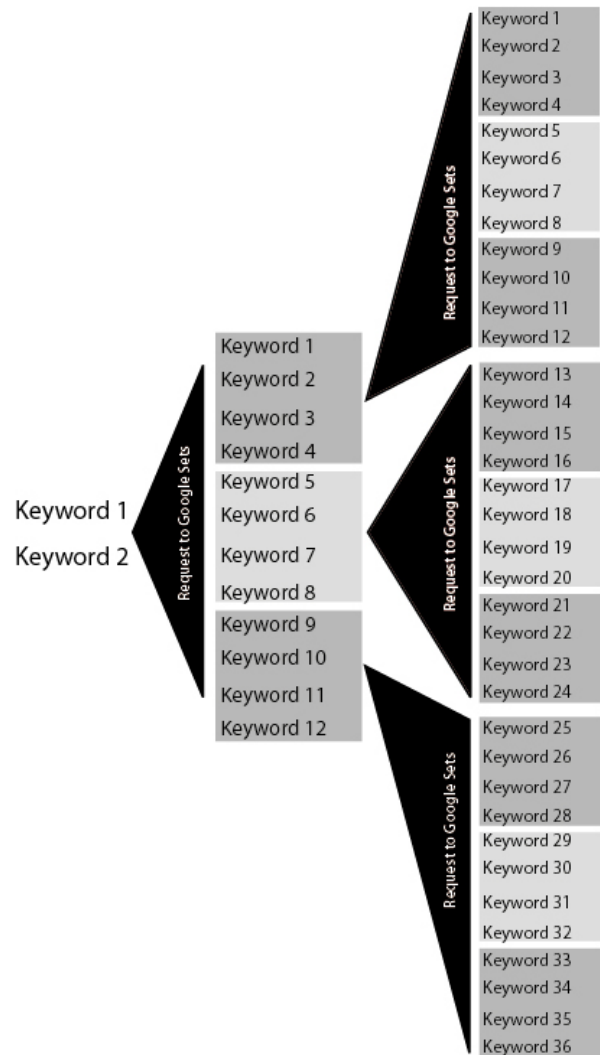 Keyword 1
Keyword 2
Request to Google Sets
Keyword 1
Keyword 2
Keyword 3
Keyword 4
Keyword 5
Keyword 6
Keyword 7
Keyword 8
Keyword 9
Keyword 10
Keyword 11
Keyword 12
Request to Google Sets
Keyword 1
Keyword 2
Keyword 3
Keyword 4
Keyword 5
Keyword 6
Keyword 7
Keyword 8
Keyword 9
Keyword 10
Keyword 11
Keyword 12
Request to Google Sets
Keyword 13
Keyword 14
Keyword 15
Keyword 16
Keyword 17
Keyword 18
Keyword 19
Keyword 20
Keyword 21
Keyword 22
Keyword 23
Keyword 24
Request to Google Sets
Keyword 25
Keyword 26
Keyword 27
Keyword 28
Keyword 29
Keyword 30
Keyword 31
Keyword 32
Keyword 33
Keyword 34
Keyword 35
Keyword 36